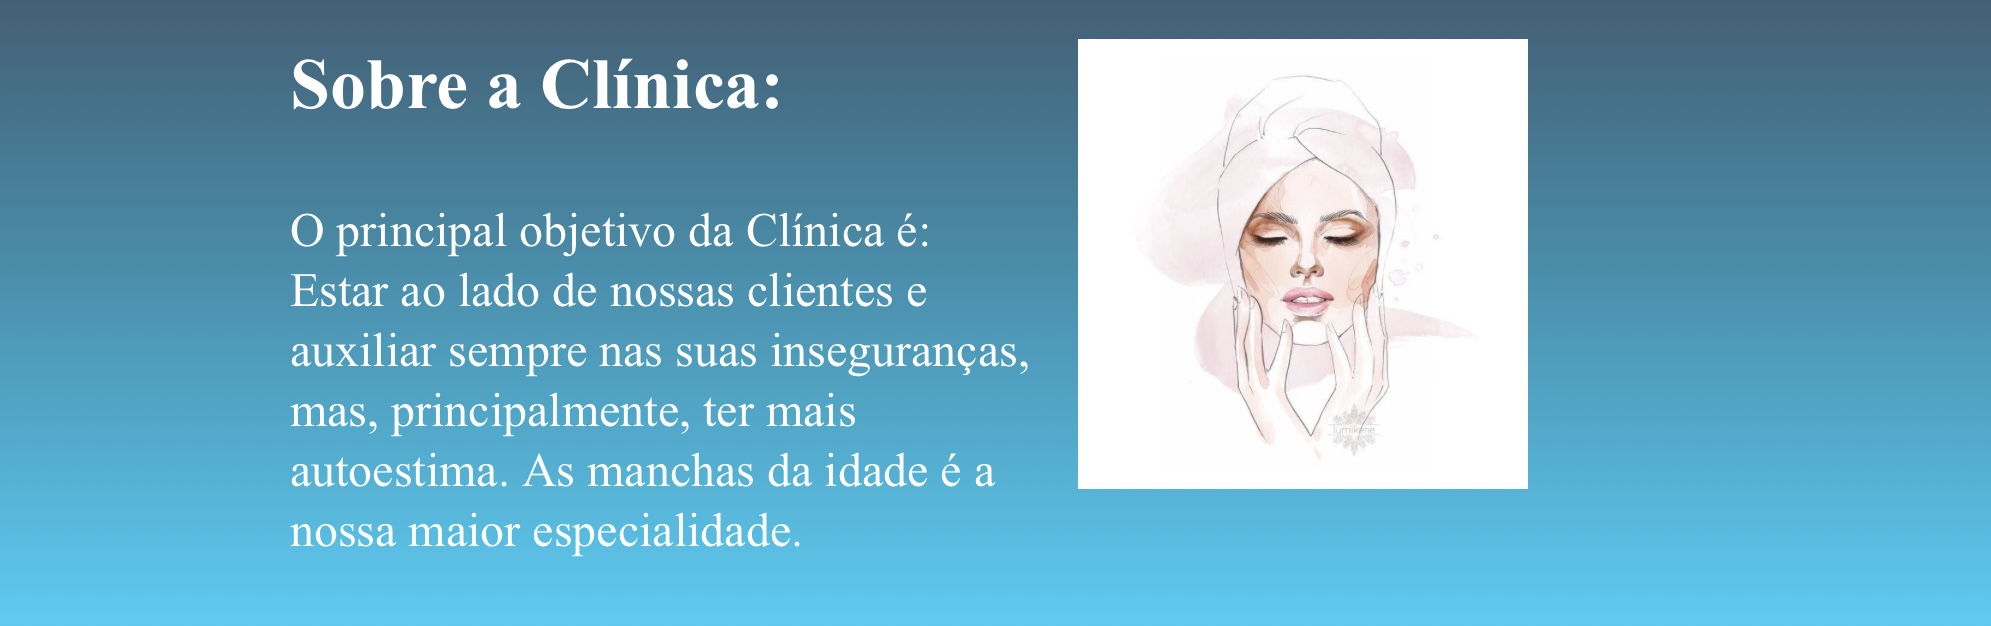 Sobre a Clínica:
O principal objetivo da Clínica é:
Estar ao lado de nossas clientes e
auxiliar sempre nas suas inseguranças,
mas, principalmente, ter mais
autoestima. As manchas da idade é a
nossa maior especialidade.